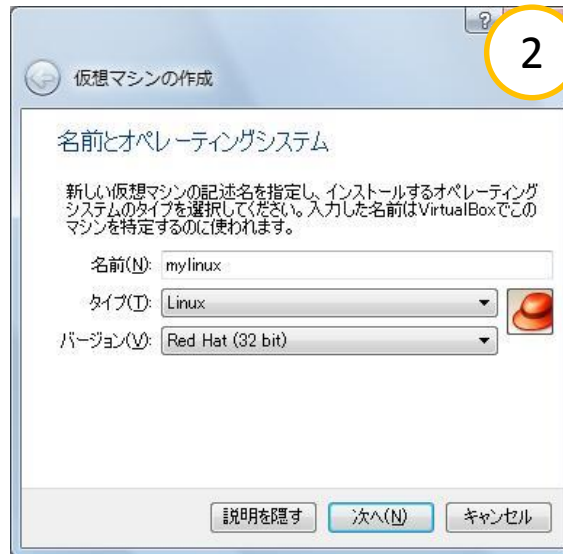 ?
2
仮想マシンの作成
名前とオペレーティングシステム
新しい仮想マシンの記述名を指定し、インストールするオペレーティング
システムのタイプを選択してください。入力した名前はVirtualBoxでこの
マシンを特定するのに使われます。
名前(N): mylinux
タイプ(T): Linux
バージョン(V): Red Hat (32 bit)
説明を隠す 次へ(N) キャンセル